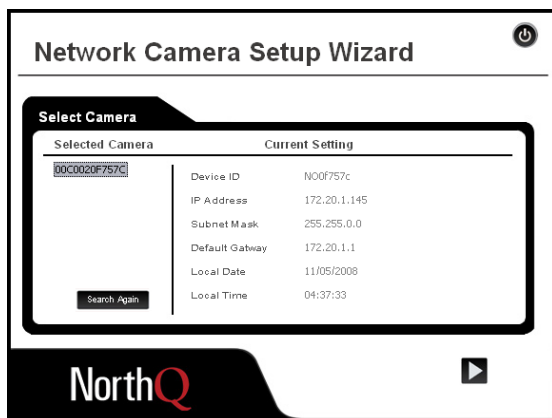 Network Camera Setup Wizard
Select Camera
Selected Camera
Current Setting
00C0020F757C
Device ID NO0f757c
IP Address 172.20.1.145
Subnet Mask 255.255.0.0
Default Gatway 172.20.1.1
Local Date 11/05/2008
Local Time 04:37:33
Search Again
NorthQ